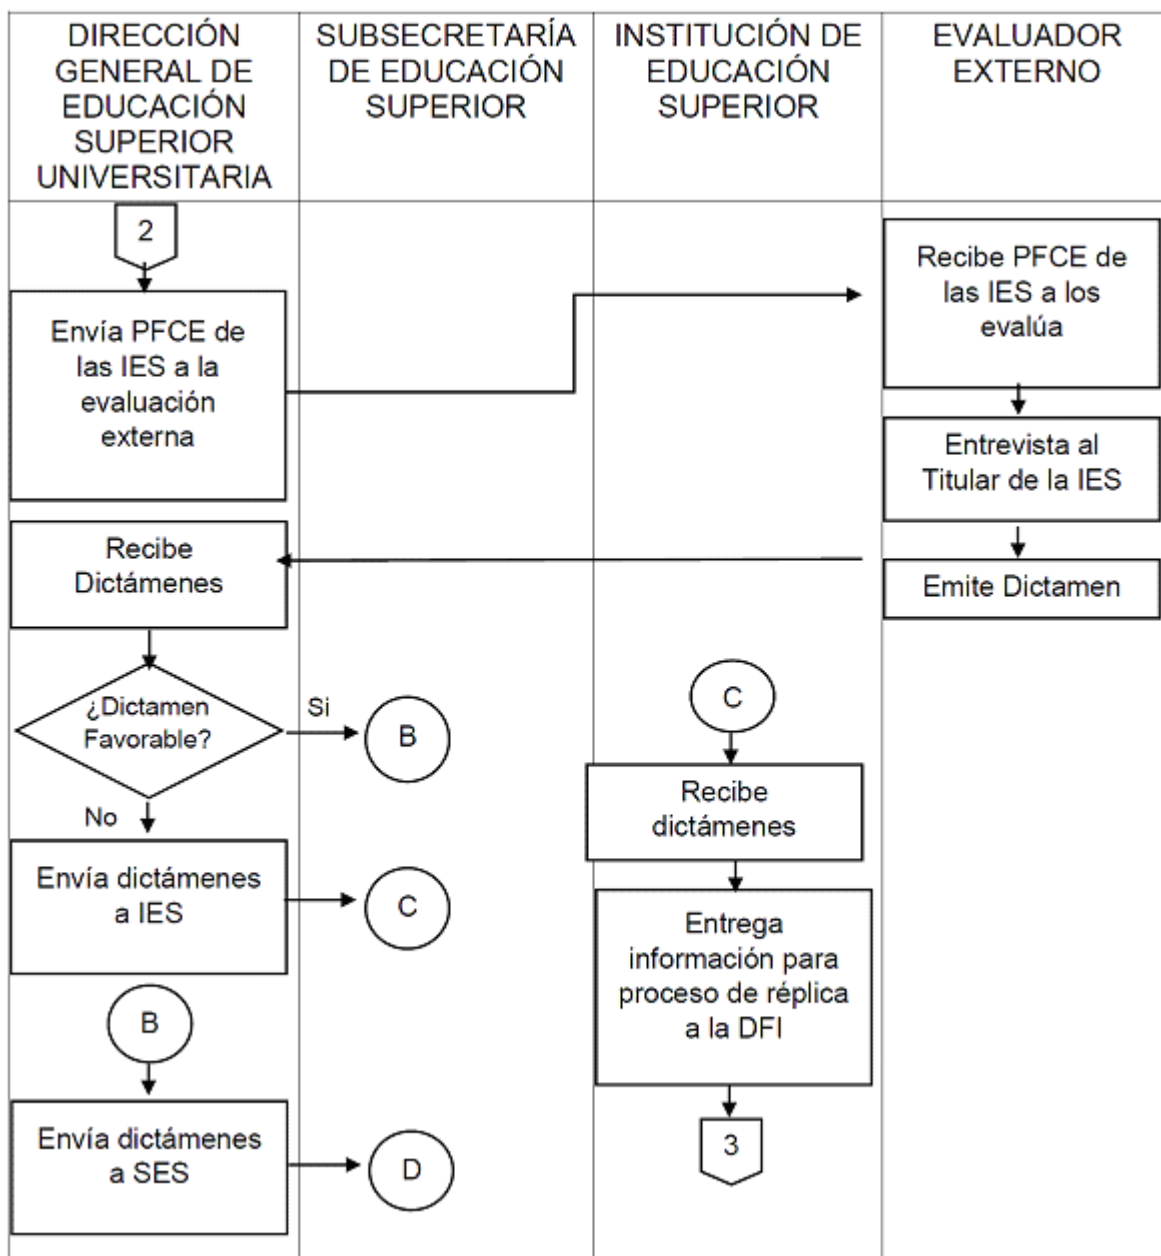 DIRECCIÓN
GENERAL DE
EDUCACIÓN
SUPERIOR
UNIVERSITARIA
SUBSECRETARÍA
DE EDUCACIÓN
SUPERIOR
INSTITUCIÓN DE
EDUCACIÓN
SUPERIOR
EVALUADOR
EXTERNO
2
Envía PFCE de
las IES a la
evaluación
externa
Recibe PFCE de
las IES a los
evalúa
Entrevista al
Titular de la IES
Emite Dictamen
Recibe
Dictámenes
¿Dictamen
Favorable?
Si
B
No
Envía dictámenes
a IES
C
B
Envía dictámenes
a SES
D
C
Recibe
dictámenes
Entrega
información para
proceso de réplica
a la DFI
3